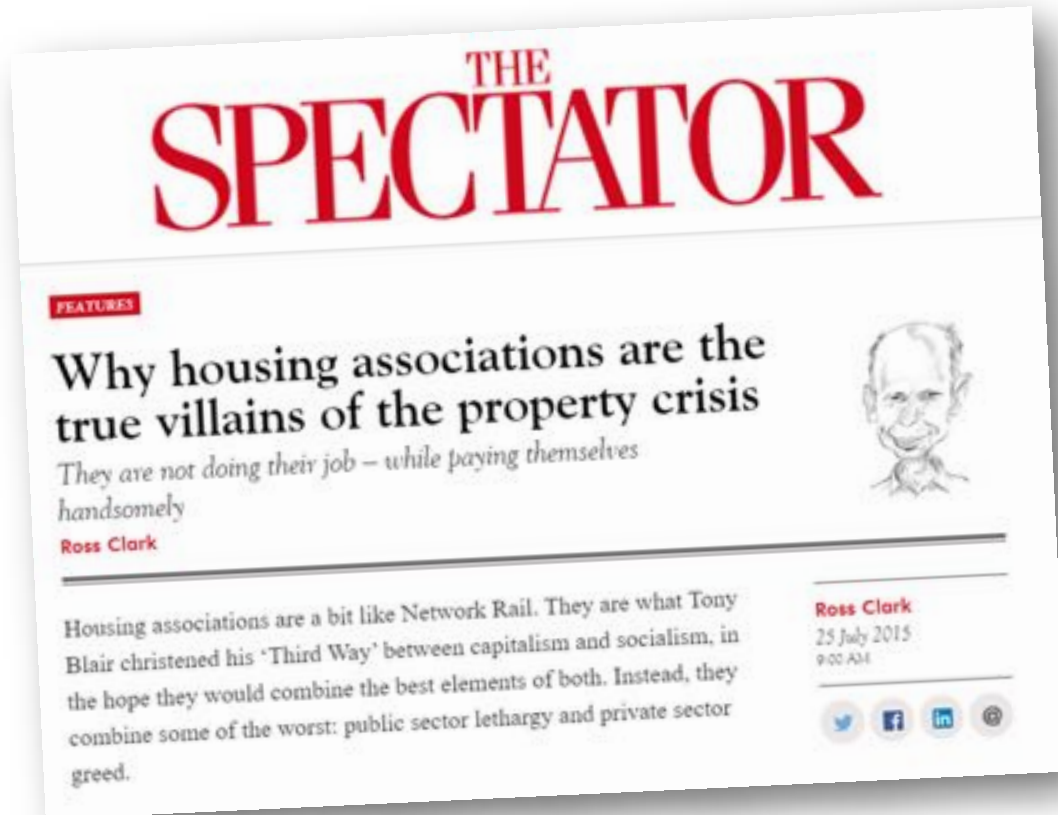 THE
SPECTATOR
FEATURES
Why housing associations are the
true villains of the property crisis
They are not doing their job – while paying themselves
handsomely
Ross Clark
Housing associations are a bit like Network Rail. They are what Tony
Blair christened his ‘Third Way’ between capitalism and socialism, in
the hope they would combine the best elements of both. Instead, they
combine some of the worst: public sector lethargy and private sector
greed.
Ross Clark
25 July 2015
9:00 AM